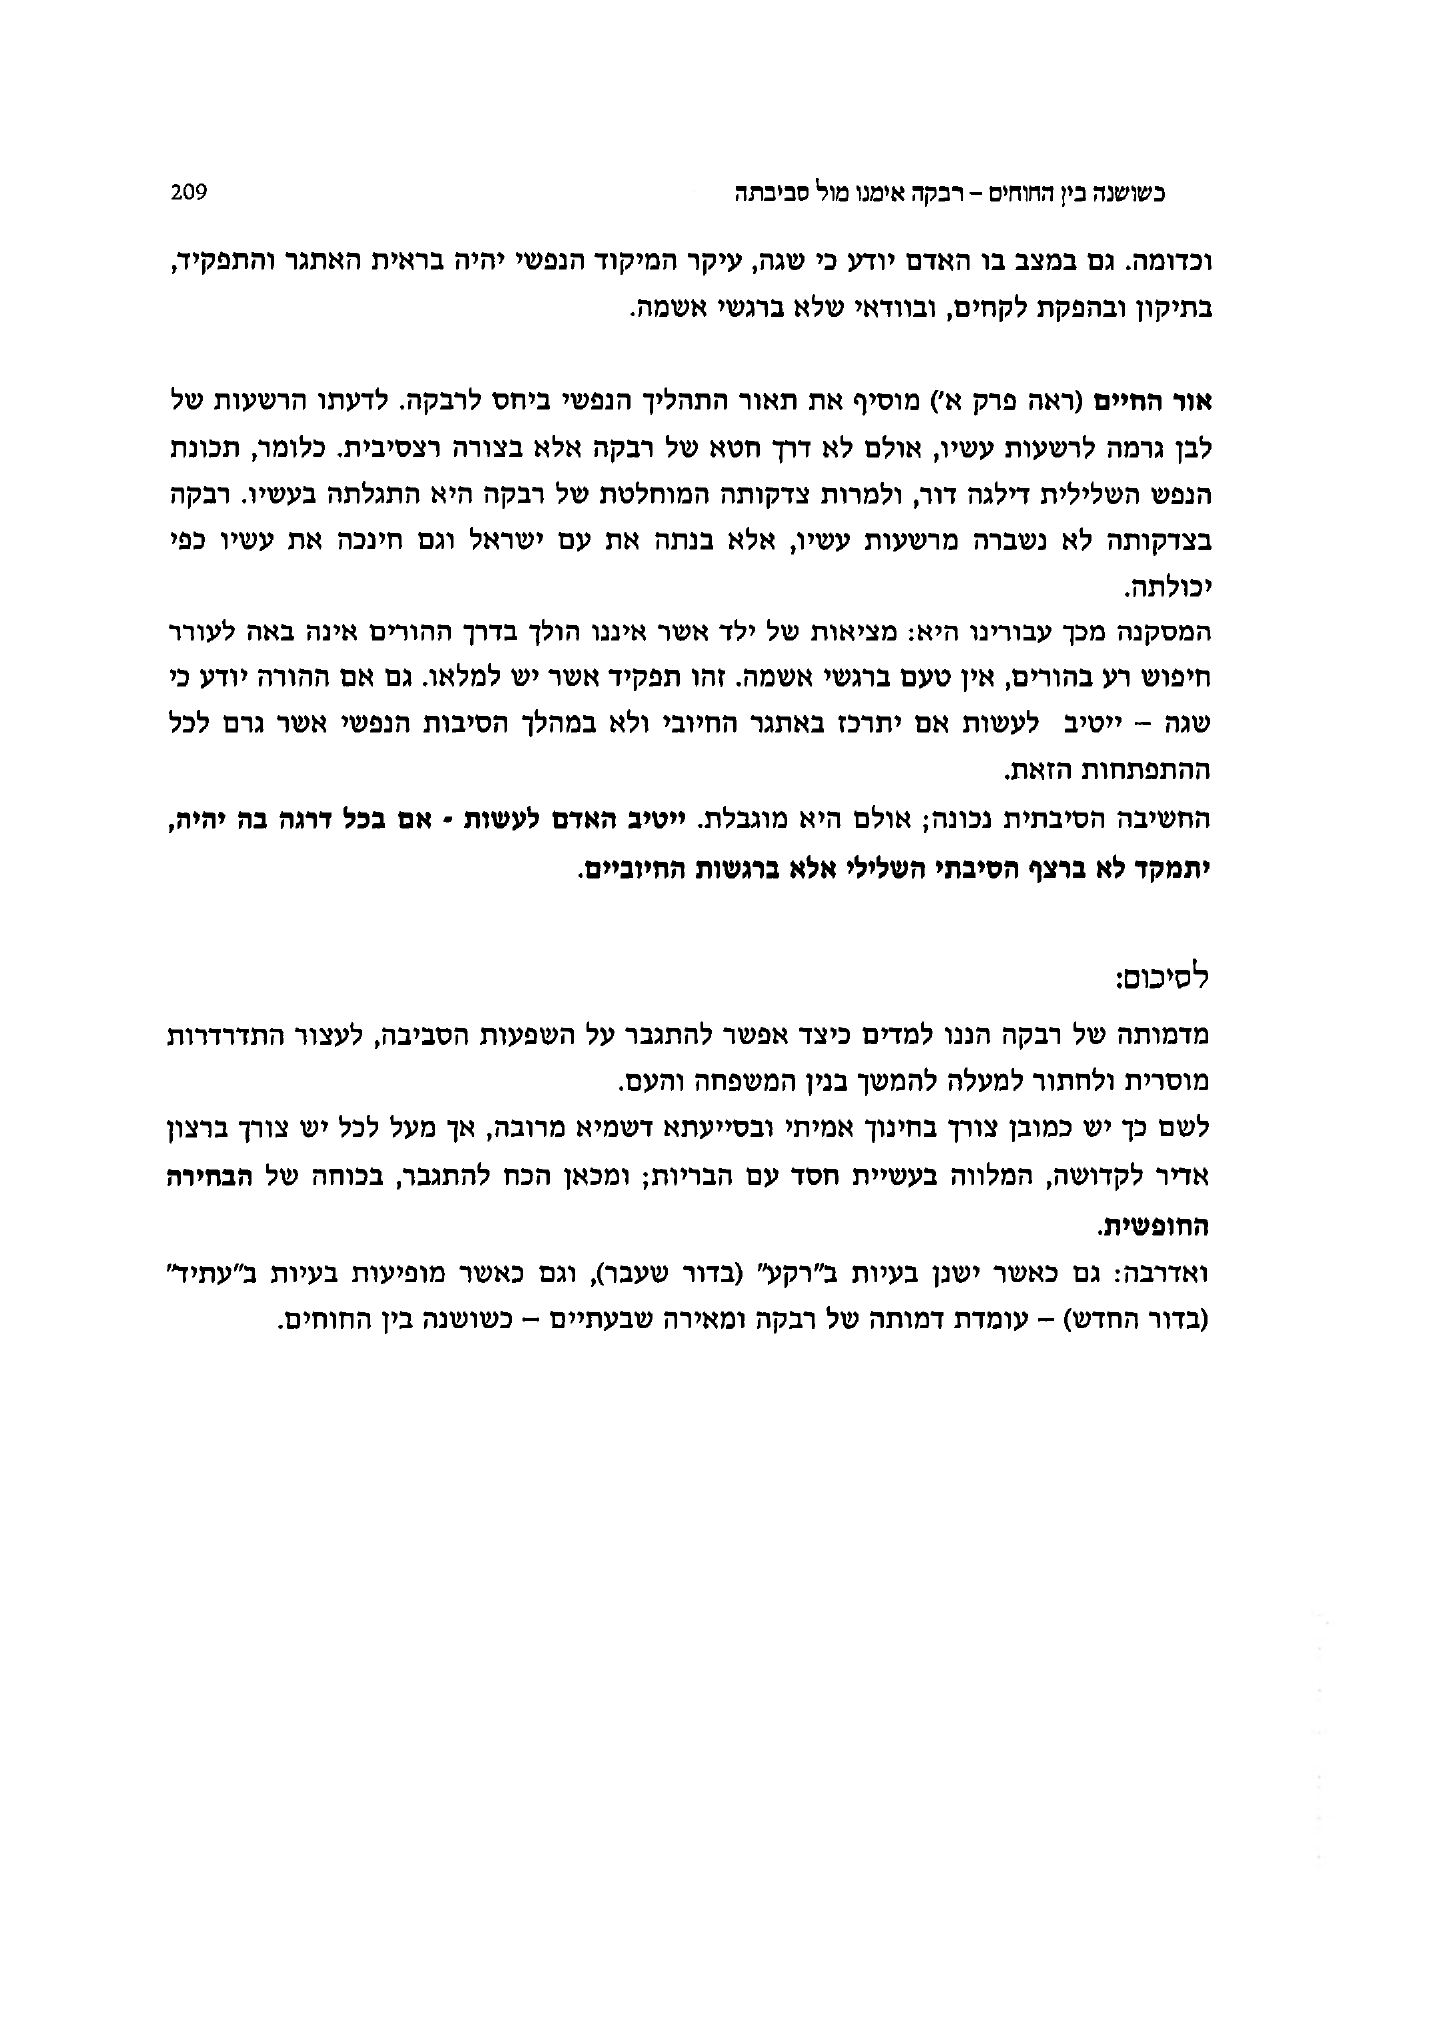 כשושנה בין החוחים – רבקה אימנו מול סביבתה 209
וכדומה. גם במצב בו האדם יודע כי שגה, עיקר המיקוד הנפשי יהיה בראית האתגר והתפקיד,
בתיקון ובהפקת לקחים, ובוודאי שלא ברגשי אשמה.
אור החיים (ראה פרק א') מוסיף את תאור התהליך הנפשי ביחס לרבקה. לדעתו הרשעות של
לבן גרמה לרשעות עשיו, אולם לא דרך חטא של רבקה אלא בצורה רצסיבית. כלומר, תכונת
הנפש השלילית דילגה דור, ולמרות צדקותה המוחלטת של רבקה היא התגלתה בעשיו. רבקה
בצדקותה לא נשברה מרשעות עשיו, אלא בנתה את עם ישראל וגם חינכה את עשיו כפי
יכולתה.
המסקנה מכך עבורינו היא: מציאות של ילד אשר איננו הולך בדרך ההורים אינה באה לעורר
חיפוש רע בהורים, אין טעם ברגשי אשמה. זהו תפקיד אשר יש למלאו. גם אם ההורה יודע כי
שגה – ייטיב לעשות אם יתרכז באתגר החיובי ולא במהלך הסיבות הנפשי אשר גרם לכל
ההתפתחות הזאת.
החשיבה הסיבתית נכונה; אולם היא מוגבלת. ייטיב האדם לעשות - אם בכל דרגה בה יהיה,
יתמקד לא ברצף הסיבתי השלילי אלא ברגשות החיוביים.
לסיכום:
מדמותה של רבקה הננו למדים כיצד אפשר להתגבר על השפעות הסביבה, לעצור התדרדרות
מוסרית ולחתור למעלה להמשך בנין המשפחה והעם.
לשם כך יש כמובן צורך בחינוך אמיתי ובסייעתא דשמיא מרובה, אך מעל לכל יש צורך ברצון
אדיר לקדושה, המלווה בעשיית חסד עם הבריות; ומכאן הכח להתגבר, בכוחה של הבחירה
החופשית.
ואדרבה: גם כאשר ישנן בעיות ב"רקע" (בדור שעבר), וגם כאשר מופיעות בעיות ב"עתיד"
(בדור החדש) – עומדת דמותה של רבקה ומאירה שבעתיים – כשושנה בין החוחים.